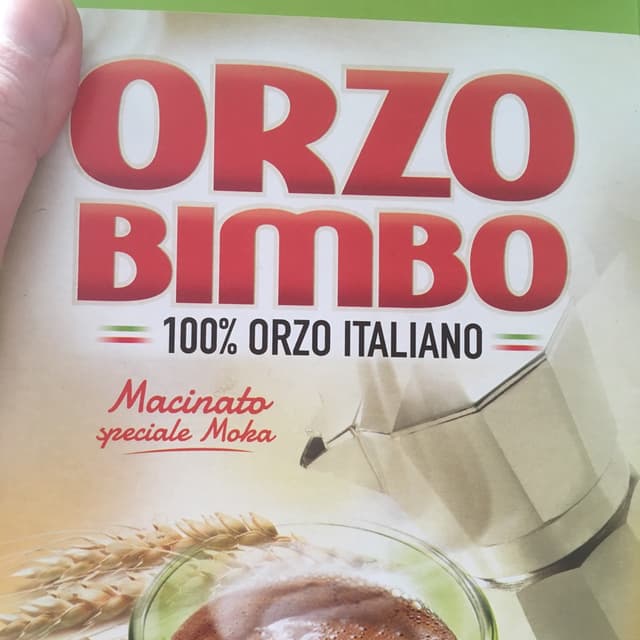 ORZO
BIMBO
100% ORZO ITALIANO
Macinato
speciale Moka